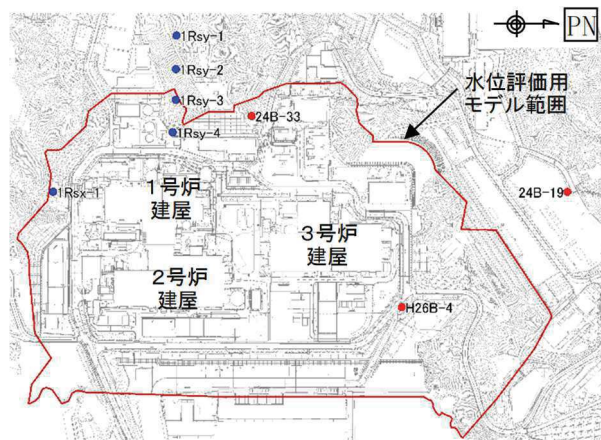 PN
1Rsy-1
1Rsy-2
1Rsy-3
1Rsy-4
24B-33
水位評価用
モデル範囲
1Rsx-1
24B-19
1号炉
建屋
3号炉
建屋
2号炉
建屋
H26B-4